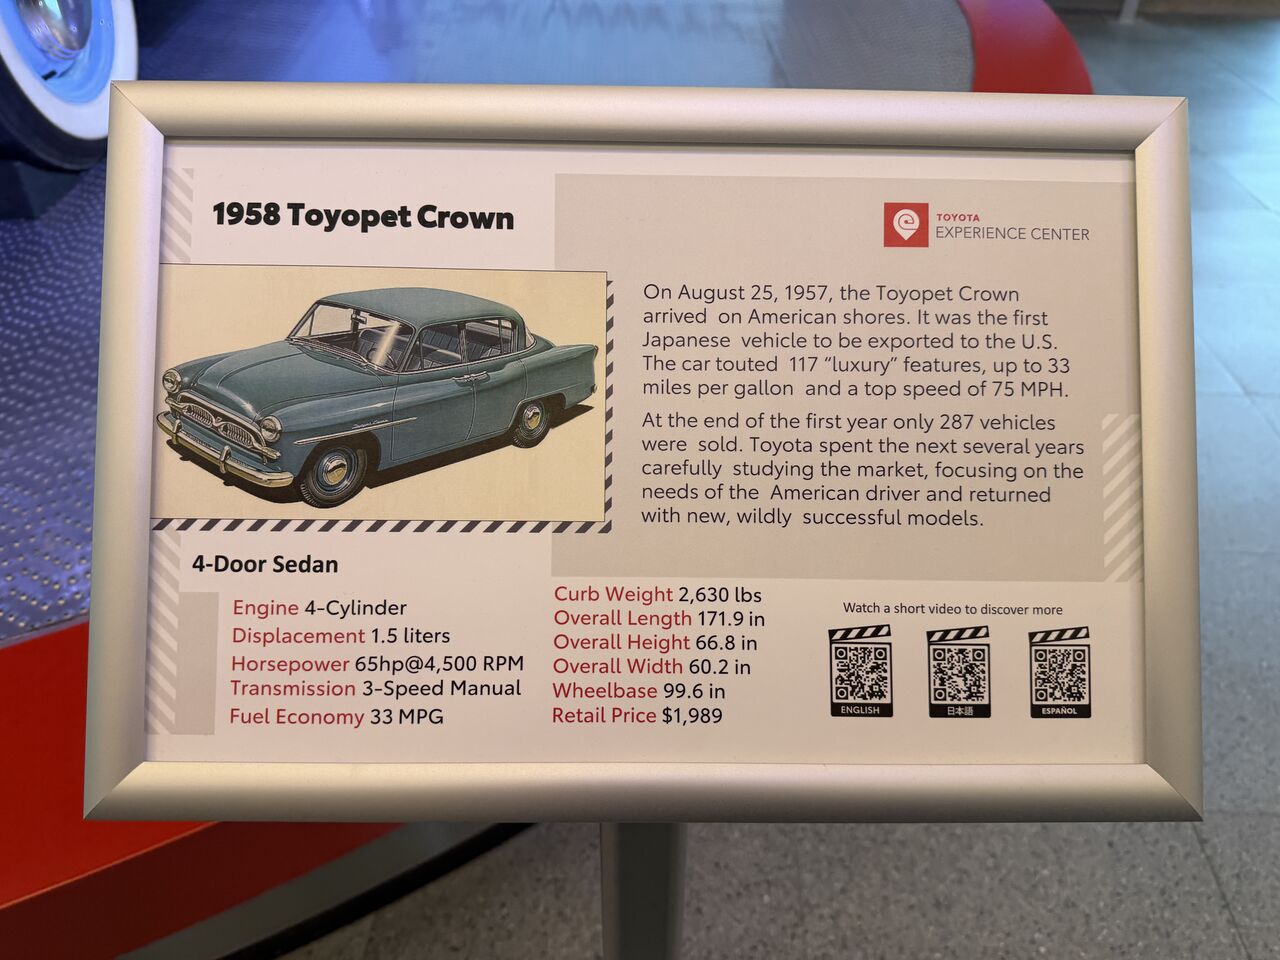 1958 Toyopet Crown
TOYOTA
EXPERIENCE CENTER
On August 25, 1957, the Toyopet Crown
arrived on American shores. It was the first
Japanese vehicle to be exported to the U.S.
The car touted 117 “luxury” features, up to 33
miles per gallon and a top speed of 75 MPH.
At the end of the first year only 287 vehicles
were sold. Toyota spent the next several years
carefully studying the market, focusing on the
needs of the American driver and returned
with new, wildly successful models.
4-Door Sedan
Engine 4-Cylinder
Displacement 1.5 liters
Horsepower 65hp@4,500 RPM
Transmission 3-Speed Manual
Fuel Economy 33 MPG
Curb Weight 2,630 lbs
Overall Length 171.9 in
Overall Height 66.8 in
Overall Width 60.2 in
Wheelbase 99.6 in
Retail Price $1,989
Watch a short video to discover more
ENGLISH
日本語
ESPAÑOL